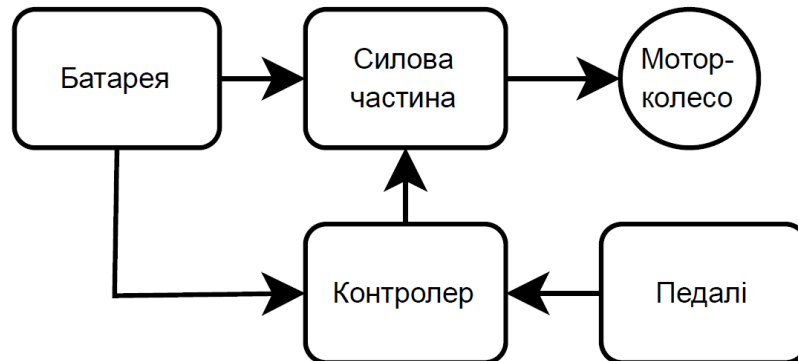 Батарея
Силова
частина
Мотор-
колесо
Контролер
Педалі